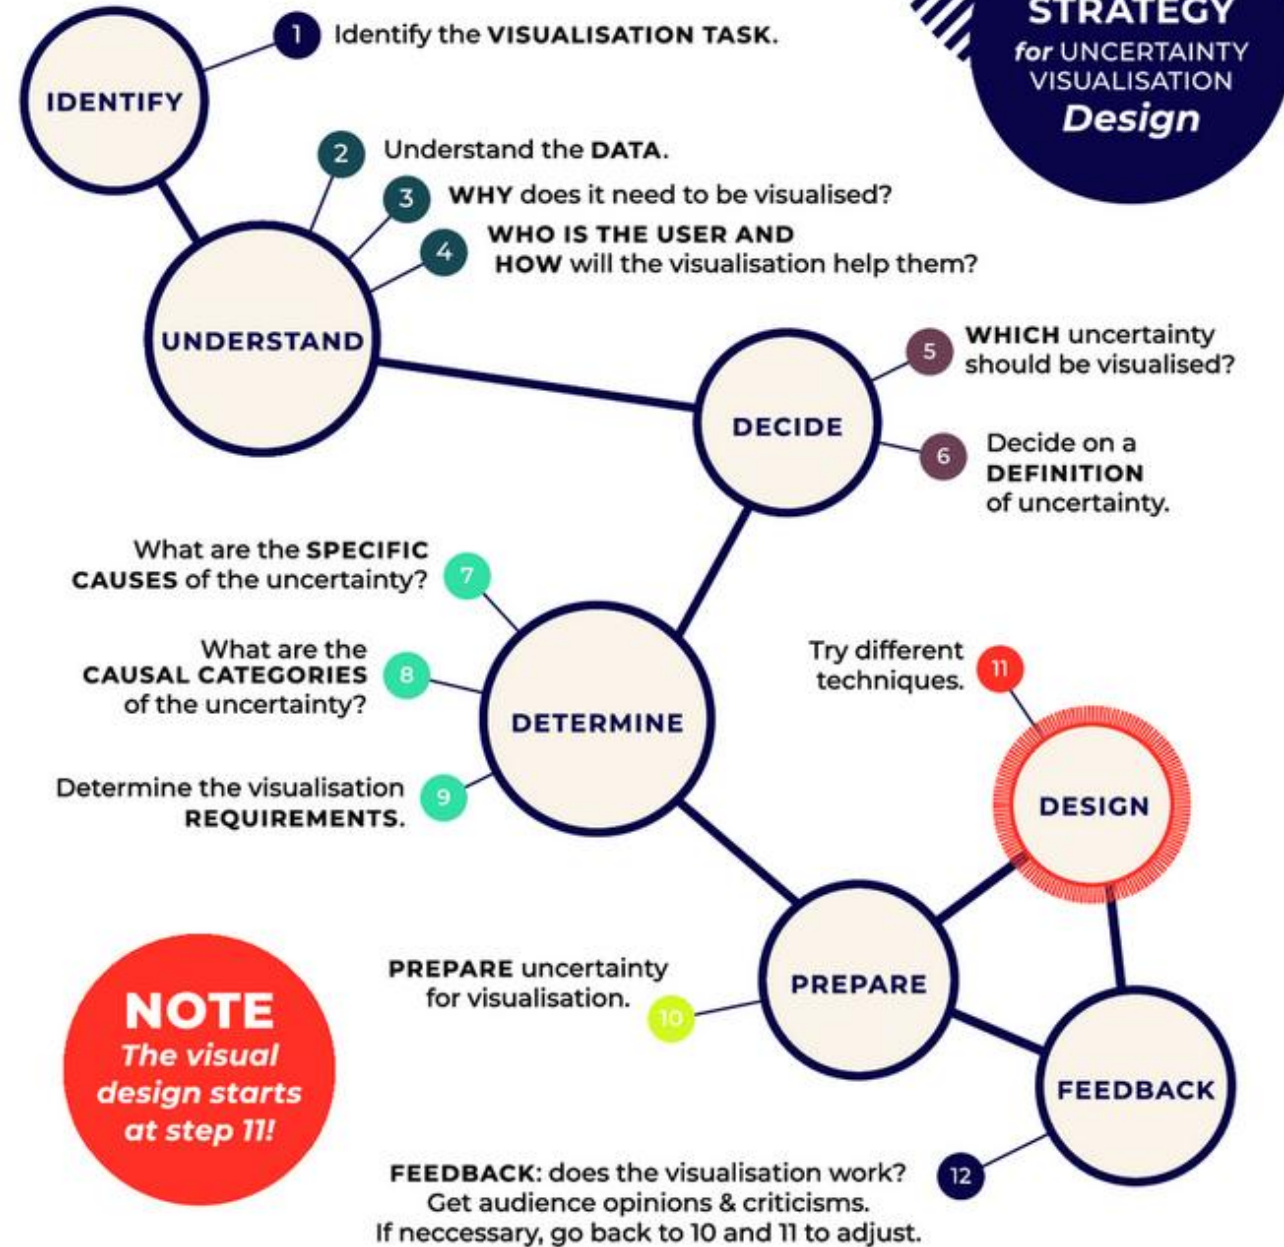 STRATEGY
for UNCERTAINTY
VISUALISATION
Design
IDENTIFY
1 Identify the VISUALISATION TASK.
2 Understand the DATA.
3 WHY does it need to be visualised?
4 WHO IS THE USER AND
HOW will the visualisation help them?
UNDERSTAND
DECIDE
5 WHICH uncertainty
should be visualised?
6 Decide on a
DEFINITION
of uncertainty.
What are the SPECIFIC
CAUSES of the uncertainty? 7
What are the
CAUSAL CATEGORIES
of the uncertainty? 8
Determine the visualisation
REQUIREMENTS. 9
DETERMINE
Try different
techniques. 11
DESIGN
PREPARE
PREPARE uncertainty
for visualisation. 10
FEEDBACK
FEEDBACK: does the visualisation work? 12
Get audience opinions & criticisms.
If neccessary, go back to 10 and 11 to adjust.
NOTE
The visual
design starts
at step 11!